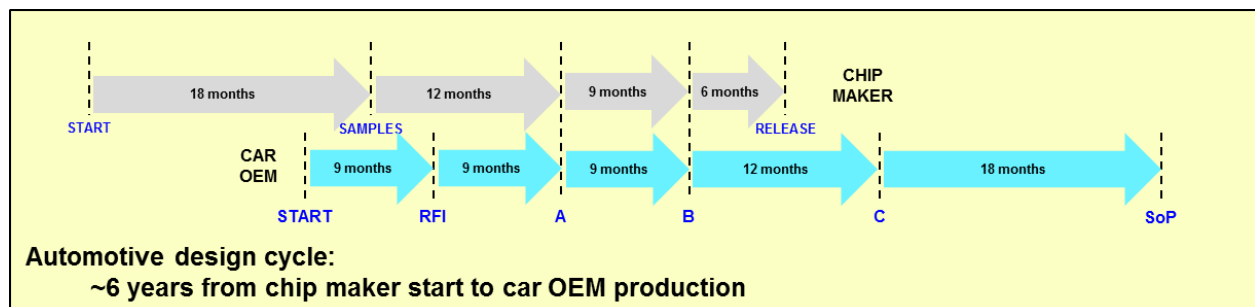 18 months
12 months
9 months
6 months
CHIP
MAKER
START
SAMPLES
RELEASE
CAR
OEM
9 months
9 months
9 months
12 months
18 months
START
RFI
A
B
C
SoP
Automotive design cycle:
~6 years from chip maker start to car OEM production